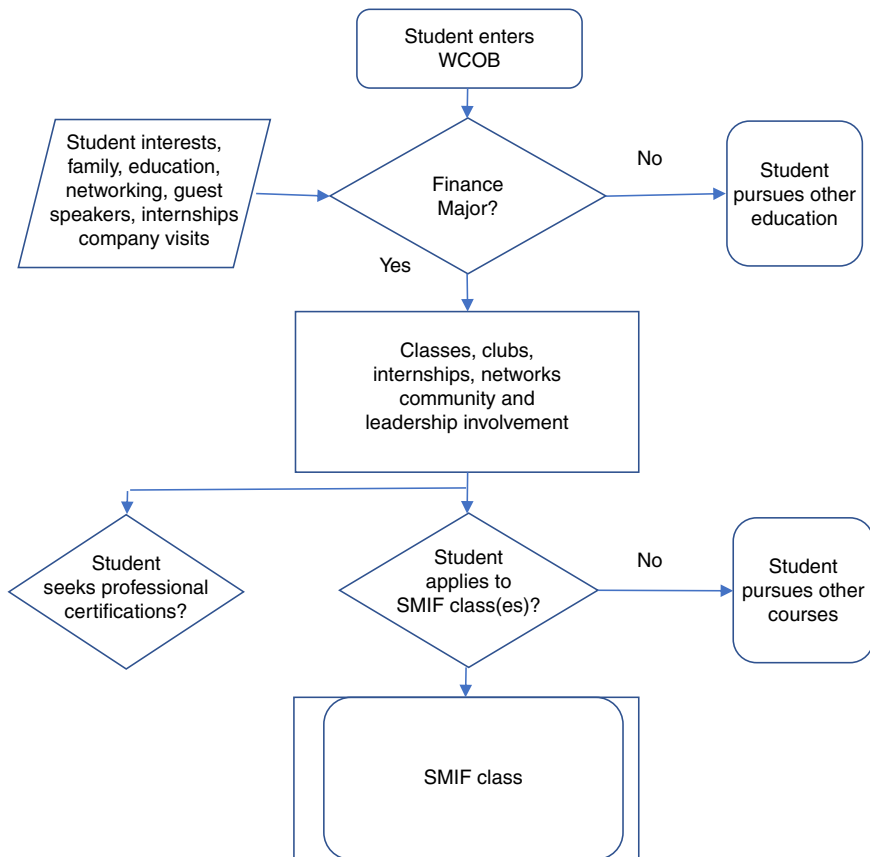 Student enters
WCOB
Student interests,
family, education,
networking, guest
speakers, internships
company visits
Finance
Major?
No
Student
pursues other
education
Yes
Classes, clubs,
internships, networks
community and
leadership involvement
Student
seeks professional
certifications?
Student
applies to
SMIF class(es)?
No
Student
pursues other
courses
SMIF class